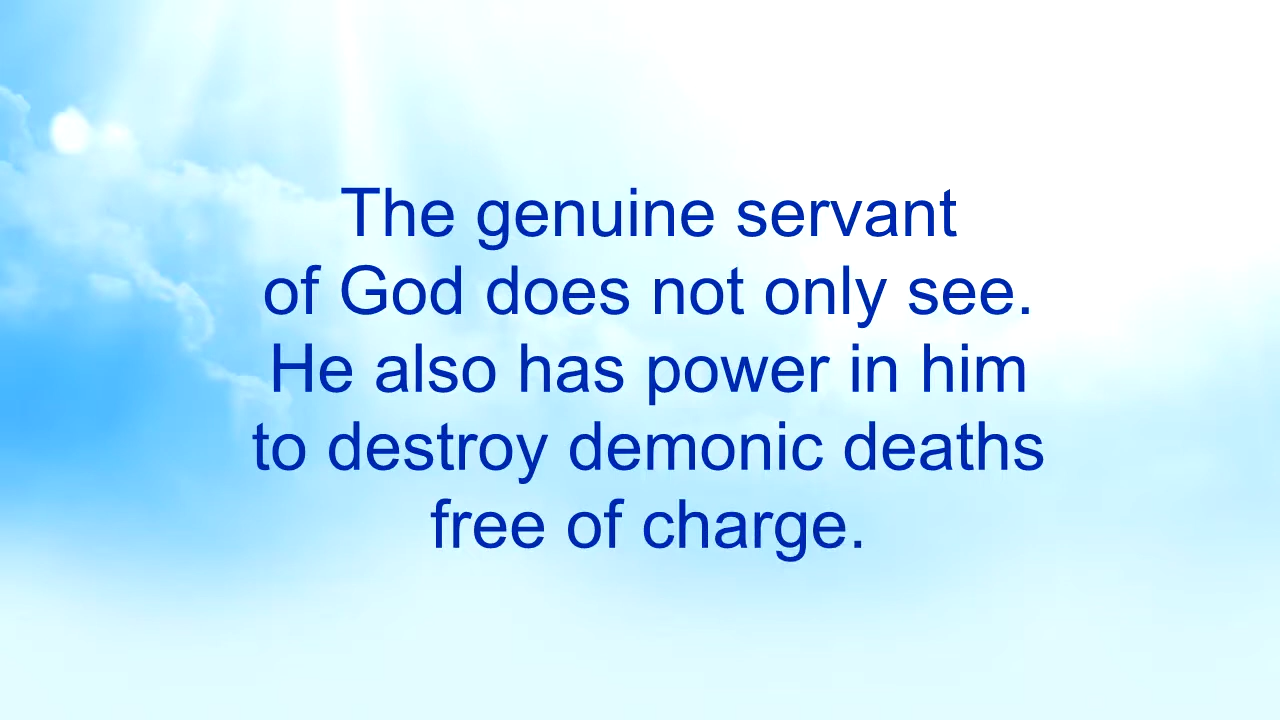 The genuine servant
of God does not only see.
He also has power in him
to destroy demonic deaths
free of charge.